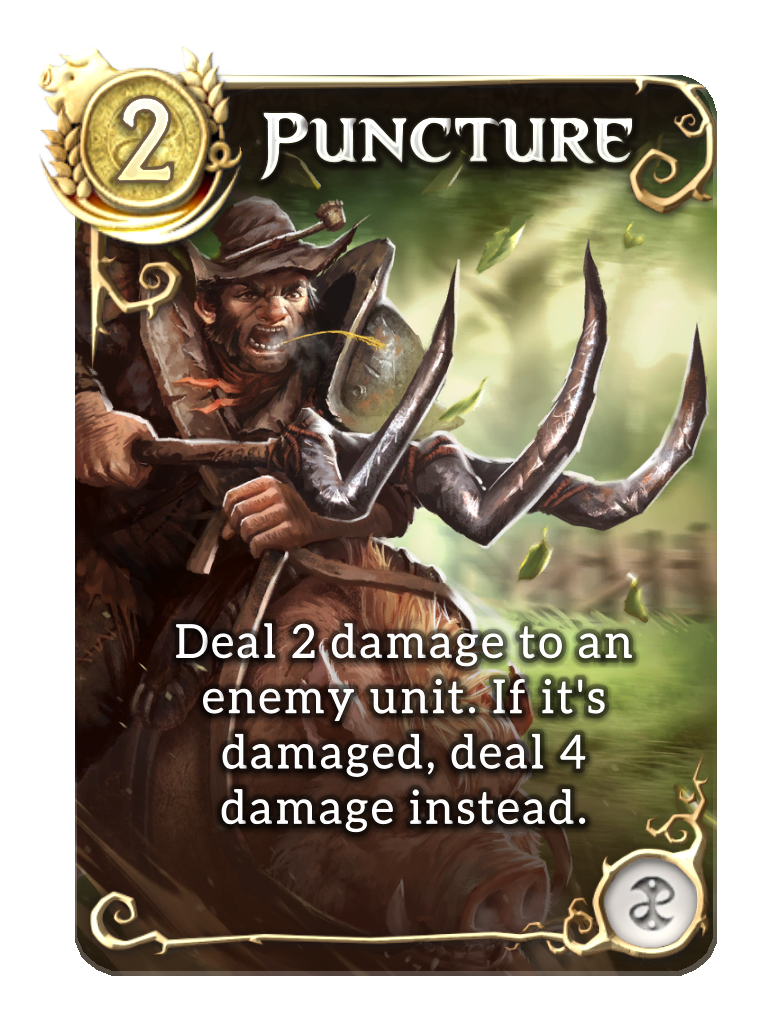 2
PUNCTURE
Deal 2 damage to an
enemy unit. If it's
damaged, deal 4
damage instead.